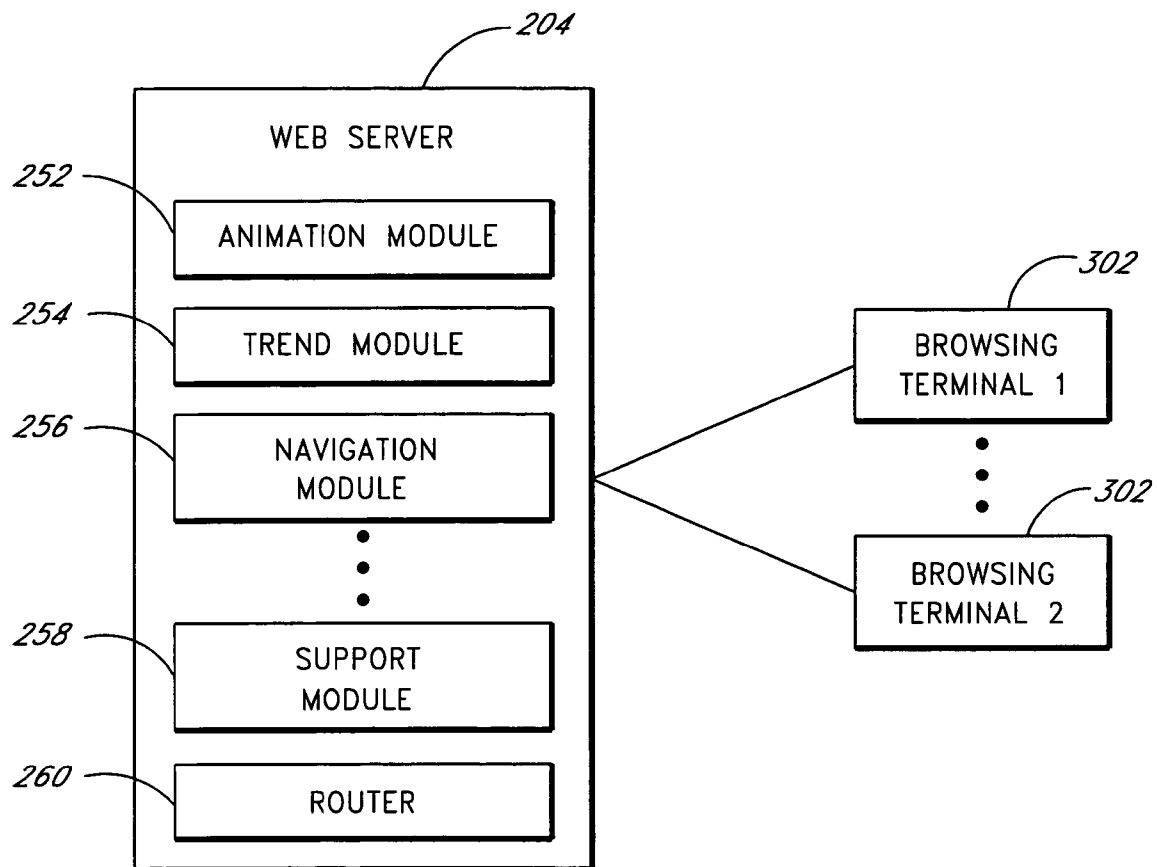 204
WEB SERVER
252
ANIMATION MODULE
254
TREND MODULE
256
NAVIGATION
MODULE
258
SUPPORT
MODULE
260
ROUTER
302
BROWSING
TERMINAL 1
302
BROWSING
TERMINAL 2